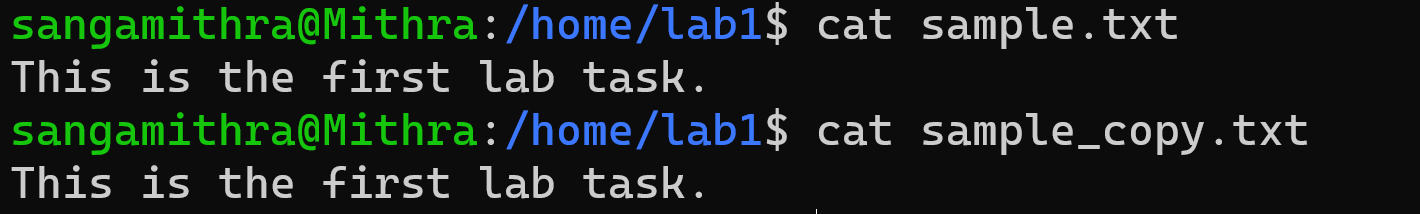 sangamithra@Mithra:/home/lab1$ cat sample.txt
This is the first lab task.
sangamithra@Mithra:/home/lab1$ cat sample_copy.txt
This is the first lab task.